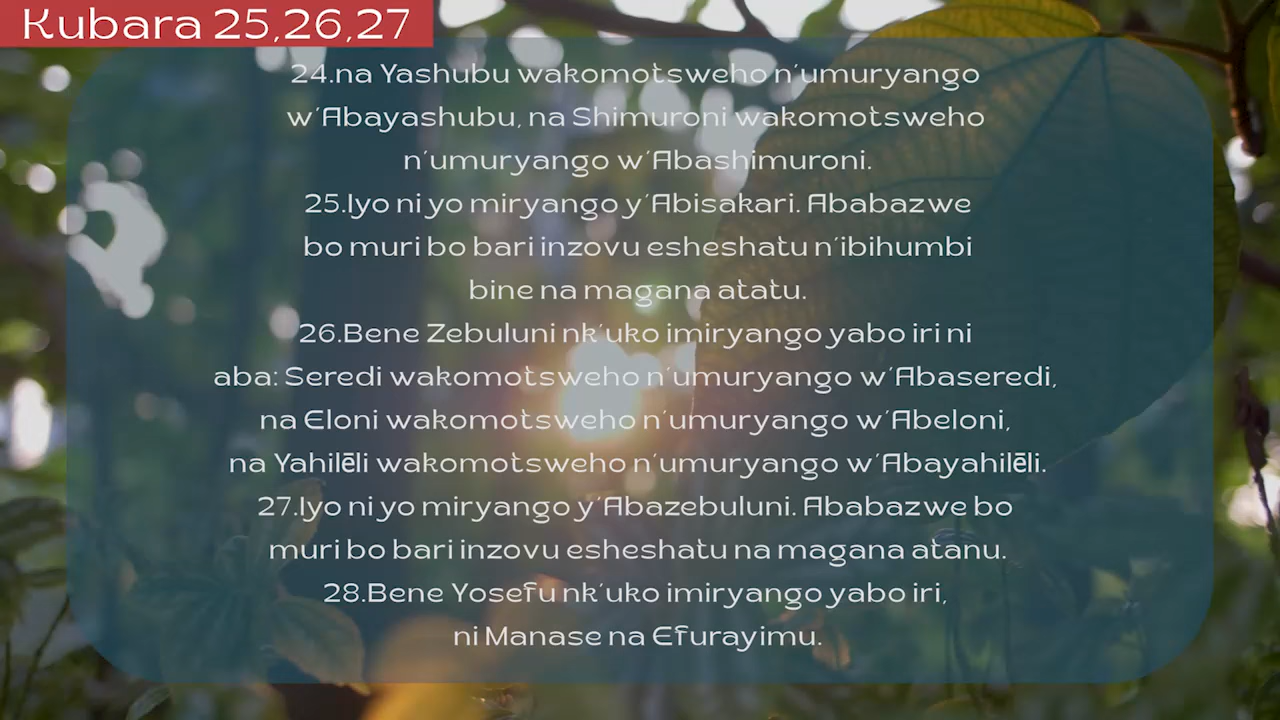 Kubara 25,26,27
24.na Yashubu wakomotsweho n'umuryango
w'Abayashubu, na Shimuroni wakomotsweho
n'umuryango w'Abashimuroni.
25.Iyo ni yo miryango y'Abisakari. Ababazwe
bo muri bo bari inzovu esheshatu n'ibihumbi
bine na magana atatu.
26.Bene Zebuluni nk'uko imiryango yabo iri ni
aba: Seredi wakomotsweho n'umuryango w'Abaseredi,
na Eloni wakomotsweho n'umuryango w'Abeloni,
na Yahilēli wakomotsweho n'umuryango w'Abayahilēli.
27.Iyo ni yo miryango y'Abazebuluni. Ababazwe bo
muri bo bari inzovu esheshatu na magana atanu.
28.Bene Yosefu nk'uko imiryango yabo iri,
ni Manase na Efurayimu.